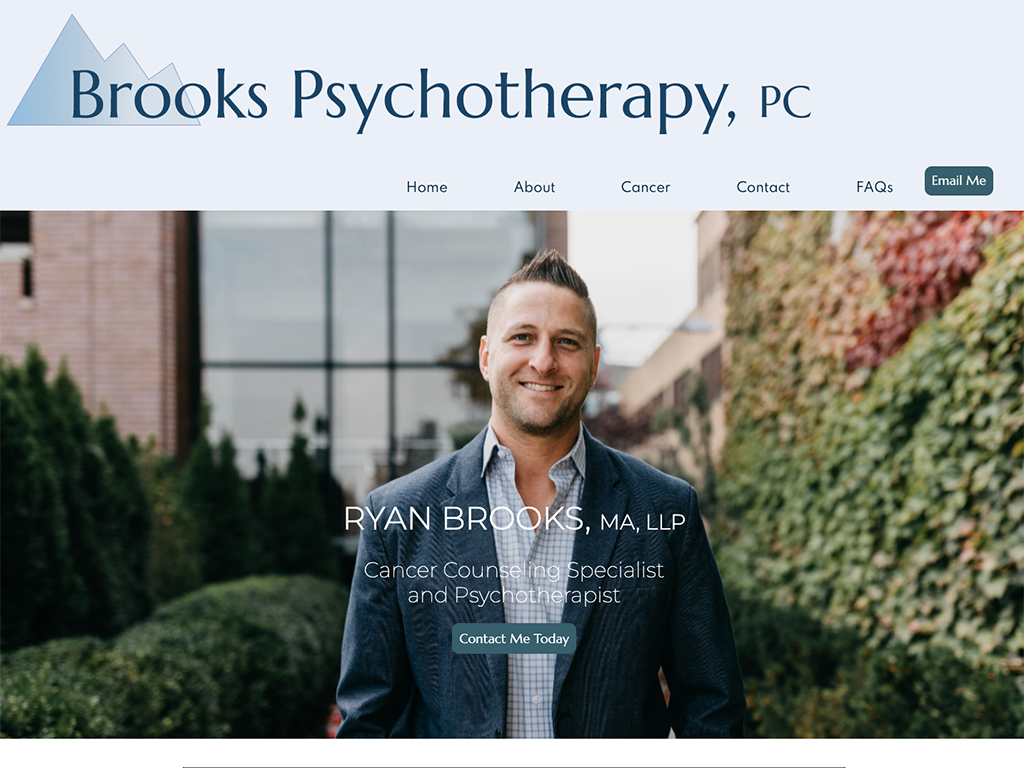 Brooks Psychotherapy, PC
Home About Cancer Contact FAQs Email Me
RYAN BROOKS, MA, LLP
Cancer Counseling Specialist
and Psychotherapist
Contact Me Today